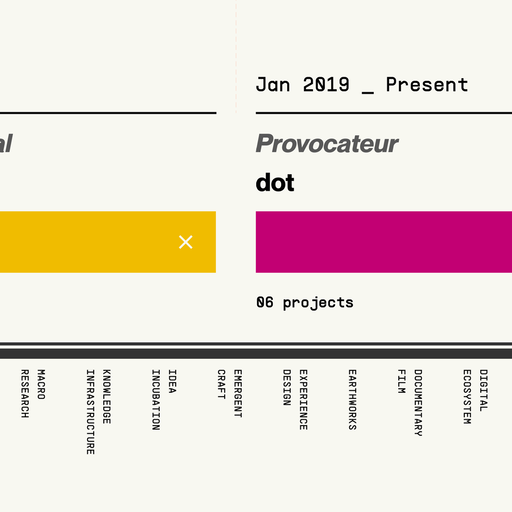 Jan 2019 _ Present
al
Provocateur
dot
06 projects
MACRO
RESEARCH
KNOWLEDGE
INFRASTRUCTURE
IDEA
INCUBATION
EMERGENT
CRAFT
EXPERIENCE
DESIGN
EARTHWORKS
DOCUMENTARY
FILM
DIGITAL
ECOSYSTEM